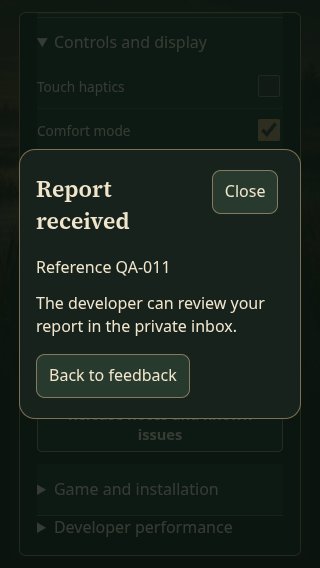 Controls and display
Touch haptics
Comfort mode
Report
received
Close
Reference QA-011
The developer can review your
report in the private inbox.
Back to feedback
issues
Game and installation
Developer performance